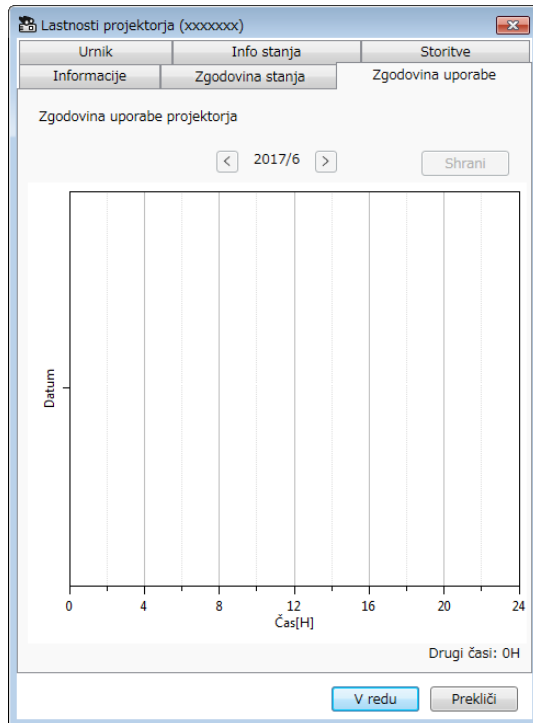 Lastnosti projektorja (xxxxxxx)
Urnik Info stanja Storitve
Informacije Zgodovina stanja Zgodovina uporabe
Zgodovina uporabe projektorja
< 2017/6 > Shrani
Datum
0 4 8 12 16 20 24
Čas[H]
Drugi časi: 0H
V redu Prekliči